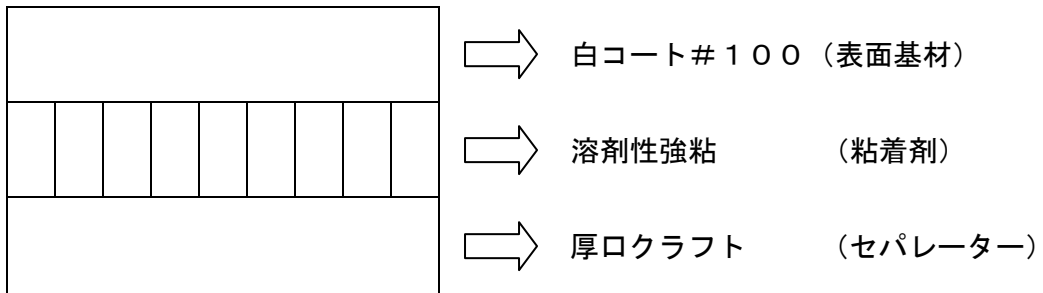 白コート＃１００（表面基材）
溶剤性強粘　　　（粘着剤）
厚口クラフト　　（セパレーター）